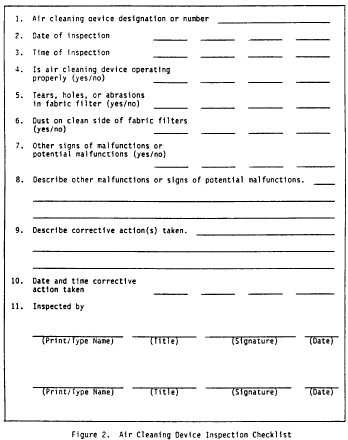 1. Air cleaning device designation or number
2. Date of inspection
3. Time of inspection
4. Is air cleaning device operating
properly (yes/no)
5. Tears, holes, or abrasions
in fabric filter (yes/no)
6. Dust on clean side of fabric filters
(yes/no)
7. Other signs of malfunctions or
potential malfunctions (yes/no)
8. Describe other malfunctions or signs of potential malfunctions.
9. Describe corrective action(s) taken.
10. Date and time corrective
action taken
11. Inspected by
(Print/Type Name) (Title) (Signature) (Date)
(Print/Type Name) (Title) (Signature) (Date)
Figure 2. Air Cleaning Device Inspection Checklist